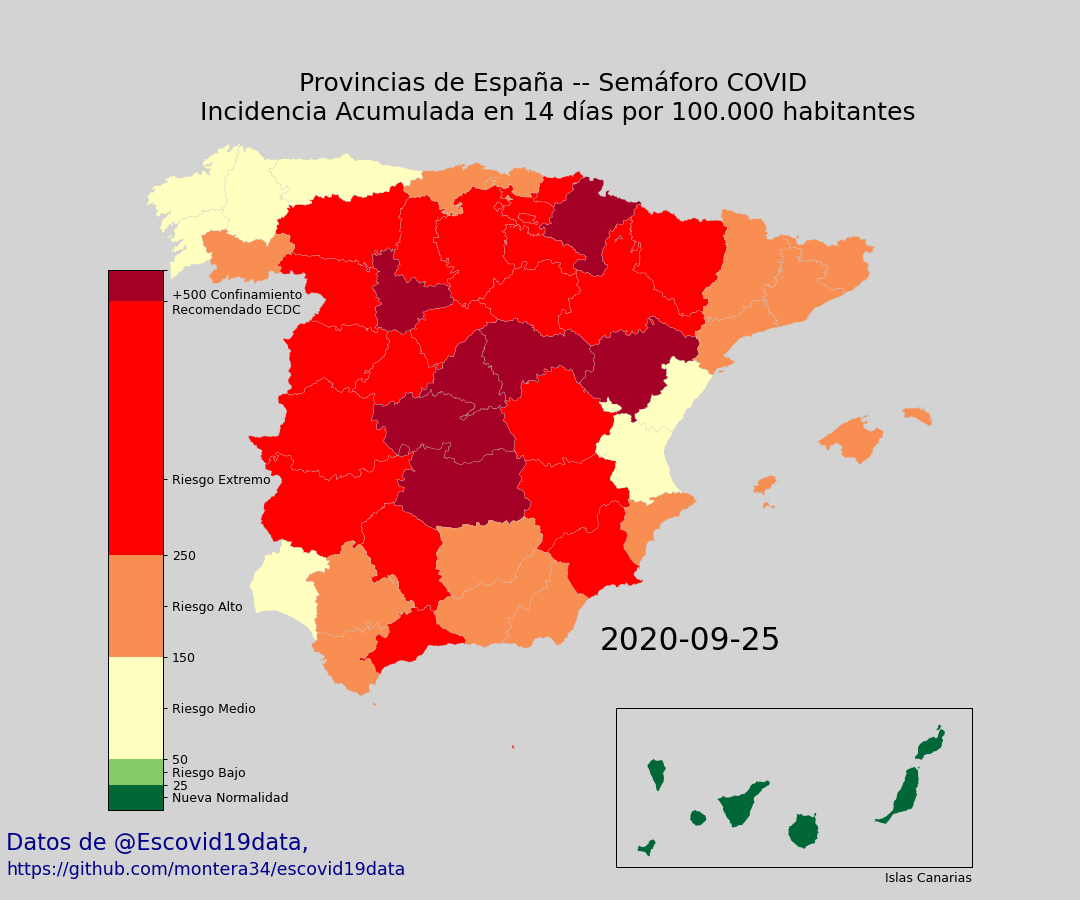 Provincias de España -- Semáforo COVID
Incidencia Acumulada en 14 días por 100.000 habitantes
+500 Confinamiento
Recomendado ECDC
Riesgo Extremo
250
Riesgo Alto
150
Riesgo Medio
50
Riesgo Bajo
25
Nueva Normalidad
2020-09-25
Islas Canarias
Datos de @Escovid19data,
https://github.com/montera34/escovid19data